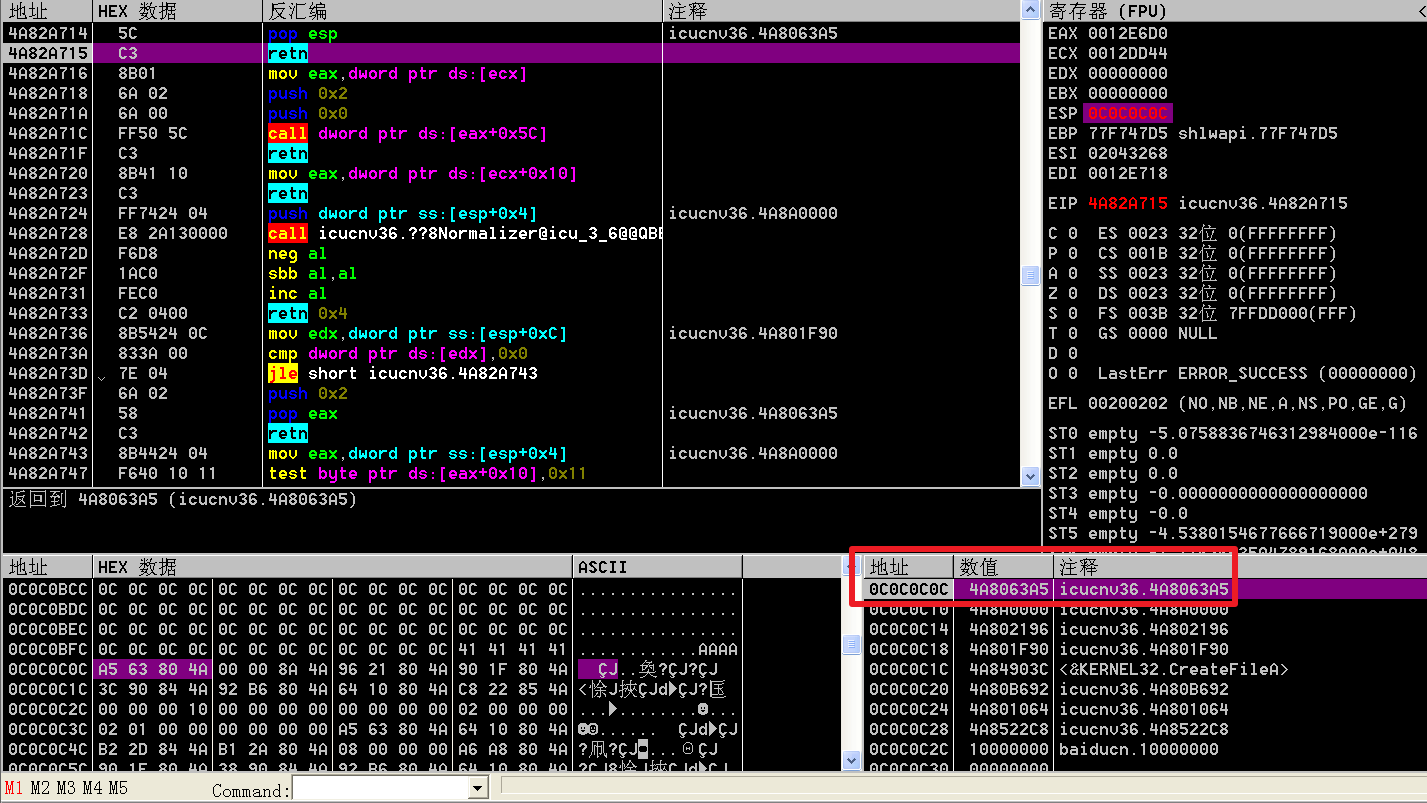 地址 HEX 数据 反汇编 注释
4A82A714 5C pop esp icucnv36.4A8063A5
4A82A715 C3 retn
4A82A716 8B01 mov eax,dword ptr ds:[ecx]
4A82A718 6A 02 push 0x2
4A82A71A 6A 00 push 0x0
4A82A71C FF50 5C call dword ptr ds:[eax+0x5C]
4A82A71F C3 retn
4A82A720 8B41 10 mov eax,dword ptr ds:[ecx+0x10]
4A82A723 C3 retn
4A82A724 FF7424 04 push dword ptr ss:[esp+0x4] icucnv36.4A8A0000
4A82A728 E8 2A130000 call icucnv36.??8Normalizer@icu_3_6@@QBE
4A82A72D F6D8 neg al
4A82A72F 1AC0 sbb al,al
4A82A731 FEC0 inc al
4A82A733 C2 0400 retn 0x4
4A82A736 8B5424 0C mov edx,dword ptr ss:[esp+0xC] icucnv36.4A801F90
4A82A73A 833A 00 cmp dword ptr ds:[edx],0x0
4A82A73D 7E 04 jle short icucnv36.4A82A743
4A82A73F 6A 02 push 0x2
4A82A741 58 pop eax icucnv36.4A8063A5
4A82A742 C3 retn
4A82A743 8B4424 04 mov eax,dword ptr ss:[esp+0x4] icucnv36.4A8A0000
4A82A747 F640 10 11 test byte ptr ds:[eax+0x10],0x11
返回到 4A8063A5 (icucnv36.4A8063A5)
寄存器 (FPU) <
EAX 0012E6D0
ECX 0012DD44
EDX 00000000
EBX 00000000
ESP 0C0C0C0C
EBP 77F747D5 shlwapi.77F747D5
ESI 02043268
EDI 0012E718
EIP 4A82A715 icucnv36.4A82A715
C 0 ES 0023 32位 0(FFFFFFFF)
P 0 CS 001B 32位 0(FFFFFFFF)
A 0 SS 0023 32位 0(FFFFFFFF)
Z 0 DS 0023 32位 0(FFFFFFFF)
S 0 FS 003B 32位 7FFDD000(FFF)
T 0 GS 0000 NULL
D 0
O 0 LastErr ERROR_SUCCESS (00000000)
EFL 00200202 (NO,NB,NE,A,NS,PO,GE,G)
ST0 empty -5.0758836746312984000e-116
ST1 empty 0.0
ST2 empty 0.0
ST3 empty -0.0000000000000000000
ST4 empty -0.0
ST5 empty -4.5380154677666719000e+279
地址 HEX 数据 ASCII
0C0C0BCC 0C 0C 0C 0C 0C 0C 0C 0C 0C 0C 0C 0C 0C 0C 0C 0C ................
0C0C0BDC 0C 0C 0C 0C 0C 0C 0C 0C 0C 0C 0C 0C 0C 0C 0C 0C ................
0C0C0BEC 0C 0C 0C 0C 0C 0C 0C 0C 0C 0C 0C 0C 0C 0C 0C 0C ................
0C0C0BFC 0C 0C 0C 0C 0C 0C 0C 0C 0C 0C 0C 0C 41 41 41 41 ............AAAA
0C0C0C0C A5 63 80 4A 00 00 8A 4A 96 21 80 4A 90 1F 80 4A
0C0C0C1C 3C 90 84 4A 92 B6 80 4A 64 10 80 4A C8 22 85 4A
0C0C0C2C 00 00 00 10 00 00 00 00 00 00 00 00 02 00 00 00
0C0C0C3C 02 01 00 00 00 00 00 00 A5 63 80 4A 64 10 80 4A
0C0C0C4C B2 2D 84 4A B1 2A 80 4A 08 00 00 00 A6 A8 80 4A
0C0C0C5C 90 1F 80 4A 38 90 84 4A 92 B6 80 4A 64 10 80 4A
地址 数值 注释
0C0C0C0C 4A8063A5 icucnv36.4A8063A5
0C0C0C10 4A8A0000 icucnv36.4A8A0000
0C0C0C14 4A802196 icucnv36.4A802196
0C0C0C18 4A801F90 icucnv36.4A801F90
0C0C0C1C 4A84903C <&KERNEL32.CreateFileA>
0C0C0C20 4A80B692 icucnv36.4A80B692
0C0C0C24 4A801064 icucnv36.4A801064
0C0C0C28 4A8522C8 icucnv36.4A8522C8
0C0C0C2C 10000000 baiducn.10000000
0C0C0C30 00000000
M1 M2 M3 M4 M5 Command: